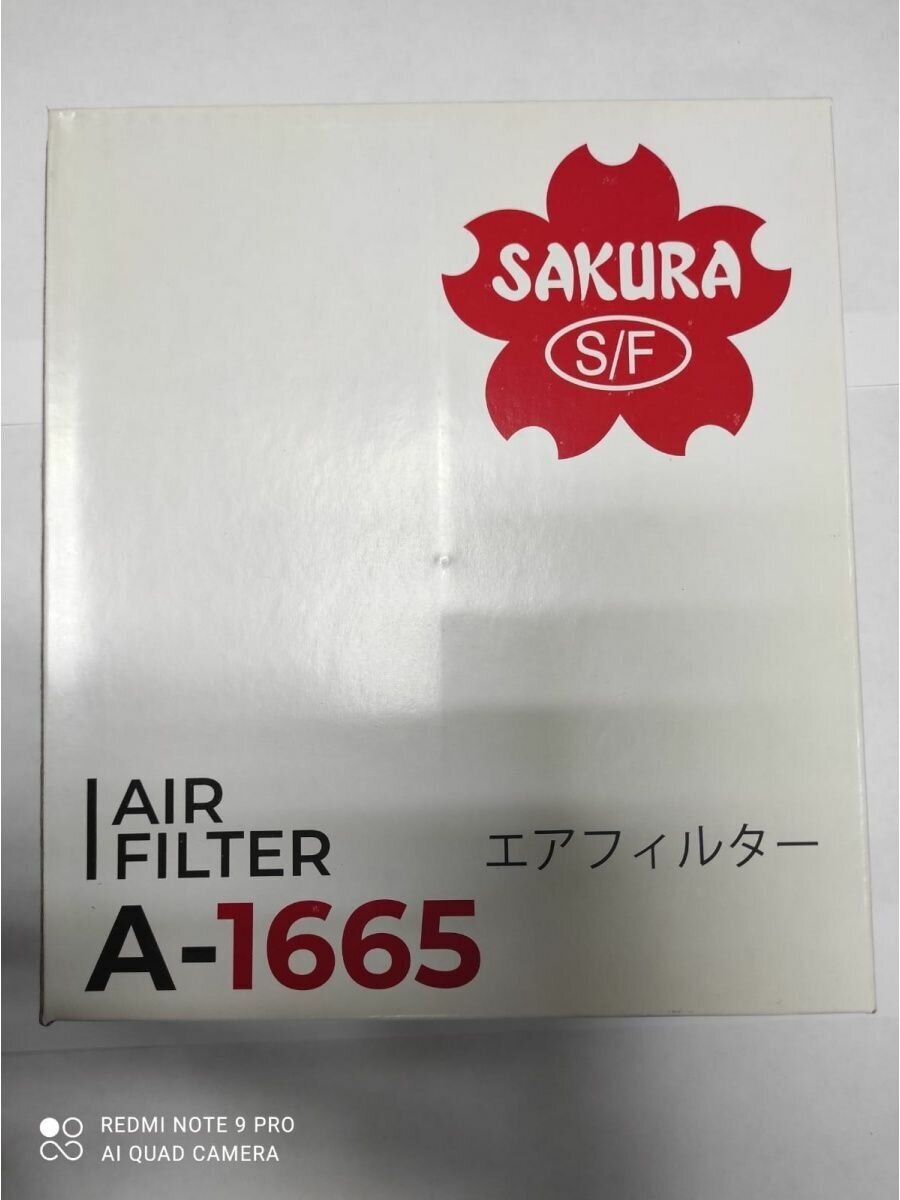 SAKURA
S/F
AIR
FILTER
エアフィルター
A-1665
REDMI NOTE 9 PRO
AI QUAD CAMERA